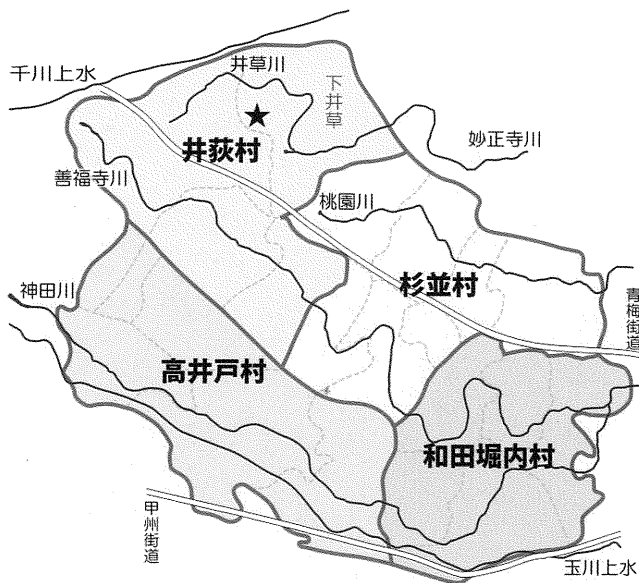 千川上水
井草川
下井草
妙正寺川
井荻村
善福寺川
桃園川
杉並村
神田川
青梅街道
高井戸村
和田堀内村
甲州街道
玉川上水